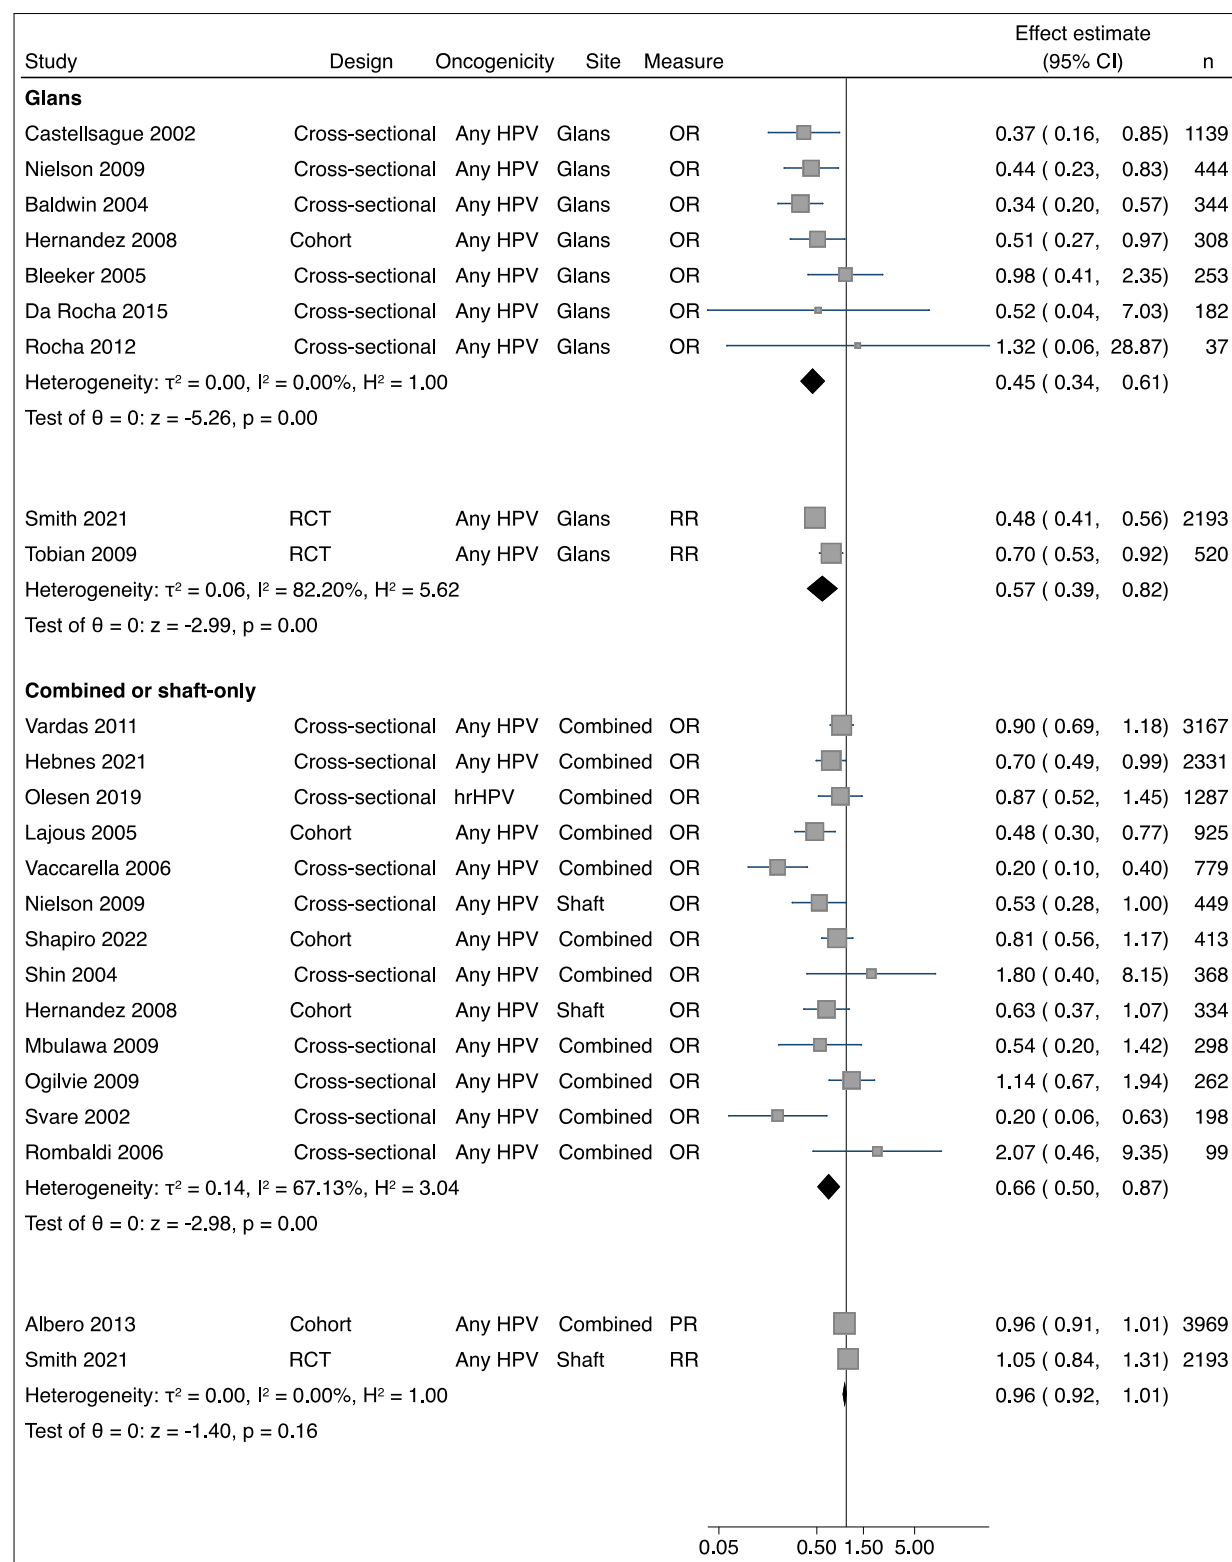 Effect estimate
Study Design Oncogenicity Site Measure (95% CI) n
Glans
Castellsague 2002 Cross-sectional Any HPV Glans OR 0.37 ( 0.16, 0.85) 1139
Nielson 2009 Cross-sectional Any HPV Glans OR 0.44 ( 0.23, 0.83) 444
Baldwin 2004 Cross-sectional Any HPV Glans OR 0.34 ( 0.20, 0.57) 344
Hernandez 2008 Cohort Any HPV Glans OR 0.51 ( 0.27, 0.97) 308
Bleeker 2005 Cross-sectional Any HPV Glans OR 0.98 ( 0.41, 2.35) 253
Da Rocha 2015 Cross-sectional Any HPV Glans OR 0.52 ( 0.04, 7.03) 182
Rocha 2012 Cross-sectional Any HPV Glans OR 1.32 ( 0.06, 28.87) 37
Heterogeneity: τ² = 0.00, I² = 0.00%, H² = 1.00 0.45 ( 0.34, 0.61)
Test of θ = 0: z = -5.26, p = 0.00
Smith 2021 RCT Any HPV Glans RR 0.48 ( 0.41, 0.56) 2193
Tobian 2009 RCT Any HPV Glans RR 0.70 ( 0.53, 0.92) 520
Heterogeneity: τ² = 0.06, I² = 82.20%, H² = 5.62 0.57 ( 0.39, 0.82)
Test of θ = 0: z = -2.99, p = 0.00
Combined or shaft-only
Vardas 2011 Cross-sectional Any HPV Combined OR 0.90 ( 0.69, 1.18) 3167
Hebnes 2021 Cross-sectional Any HPV Combined OR 0.70 ( 0.49, 0.99) 2331
Olesen 2019 Cross-sectional hrHPV Combined OR 0.87 ( 0.52, 1.45) 1287
Lajous 2005 Cohort Any HPV Combined OR 0.48 ( 0.30, 0.77) 925
Vaccarella 2006 Cross-sectional Any HPV Combined OR 0.20 ( 0.10, 0.40) 779
Nielson 2009 Cross-sectional Any HPV Shaft OR 0.53 ( 0.28, 1.00) 449
Shapiro 2022 Cohort Any HPV Combined OR 0.81 ( 0.56, 1.17) 413
Shin 2004 Cross-sectional Any HPV Combined OR 1.80 ( 0.40, 8.15) 368
Hernandez 2008 Cohort Any HPV Shaft OR 0.63 ( 0.37, 1.07) 334
Mbulawa 2009 Cross-sectional Any HPV Combined OR 0.54 ( 0.20, 1.42) 298
Ogilvie 2009 Cross-sectional Any HPV Combined OR 1.14 ( 0.67, 1.94) 262
Svare 2002 Cross-sectional Any HPV Combined OR 0.20 ( 0.06, 0.63) 198
Rombaldi 2006 Cross-sectional Any HPV Combined OR 2.07 ( 0.46, 9.35) 99
Heterogeneity: τ² = 0.14, I² = 67.13%, H² = 3.04 0.66 ( 0.50, 0.87)
Test of θ = 0: z = -2.98, p = 0.00
Albero 2013 Cohort Any HPV Combined PR 0.96 ( 0.91, 1.01) 3969
Smith 2021 RCT Any HPV Shaft RR 1.05 ( 0.84, 1.31) 2193
Heterogeneity: τ² = 0.00, I² = 0.00%, H² = 1.00 0.96 ( 0.92, 1.01)
Test of θ = 0: z = -1.40, p = 0.16
0.05 0.50 1.50 5.00